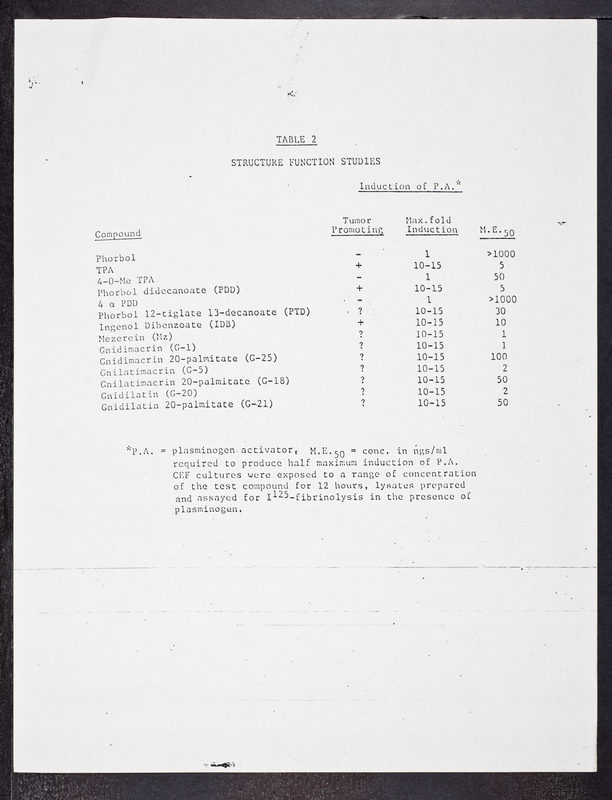 TABLE 2
STRUCTURE FUNCTION STUDIES
Induction of P.A.*
Tumor Max.fold
Compound Promoting Induction M.E.50
Phorbol - 1 >1000
TPA + 10-15 5
4-O-Me TPA - 1 50
Phorbol didecanoate (PDD) + 10-15 5
4 α PDD - 1 >1000
Phorbol 12-tiglate 13-decanoate (PTD) ? 10-15 30
Ingenol Dibenzoate (IDB) + 10-15 10
Mezerein (Mz) ? 10-15 1
Gnidimacrin (G-1) ? 10-15 1
Gnidimacrin 20-palmitate (G-25) ? 10-15 100
Gnilatimacrin (G-5) ? 10-15 2
Gnilatimacrin 20-palmitate (G-18) ? 10-15 50
Gnidilatin (G-20) ? 10-15 2
Gnidilatin 20-palmitate (G-21) ? 10-15 50
*P.A. = plasminogen activator, M.E.50 = conc. in ngs/ml
required to produce half maximum induction of P.A.
CEF cultures were exposed to a range of concentration
of the test compound for 12 hours, lysates prepared
and assayed for I125-fibrinolysis in the presence of
plasminogen.